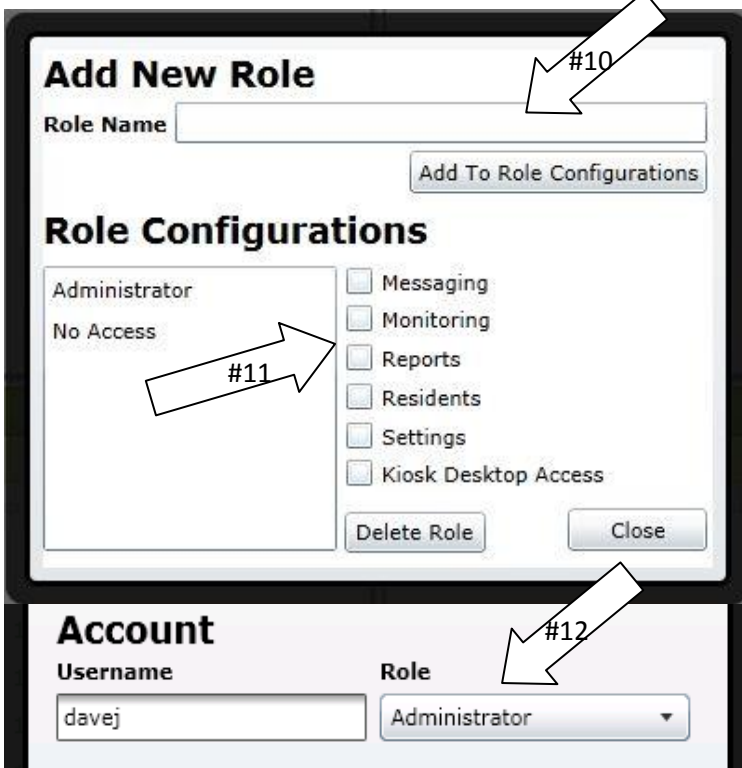 #10
Add New Role
Role Name
Add To Role Configurations
Role Configurations
Administrator
No Access
#11
Messaging
Monitoring
Reports
Residents
Settings
Kiosk Desktop Access
Delete Role
Close
#12
Account
Username
Role
davej
Administrator